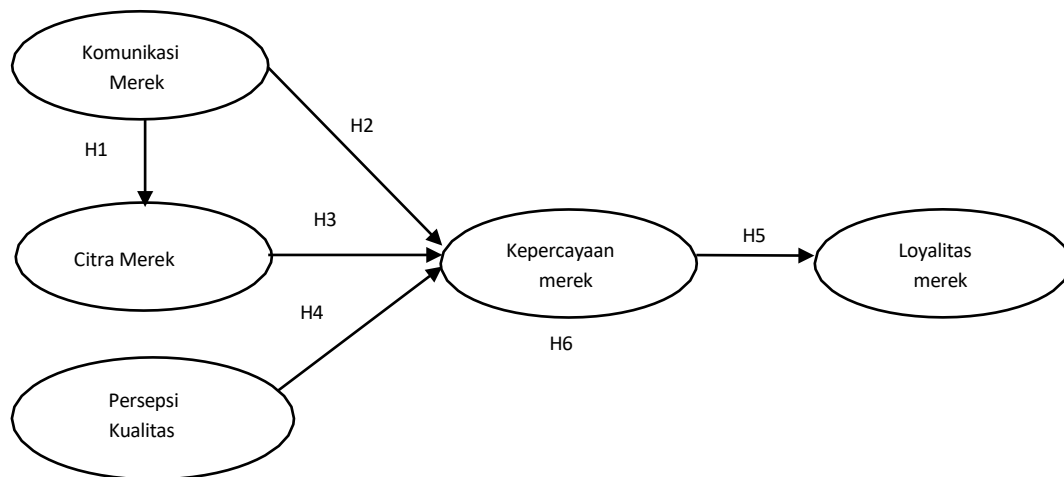 Komunikasi
Merek
H2
H1
H3
H5
Citra Merek
Kepercayaan
merek
Loyalitas
merek
H4
H6
Persepsi
Kualitas